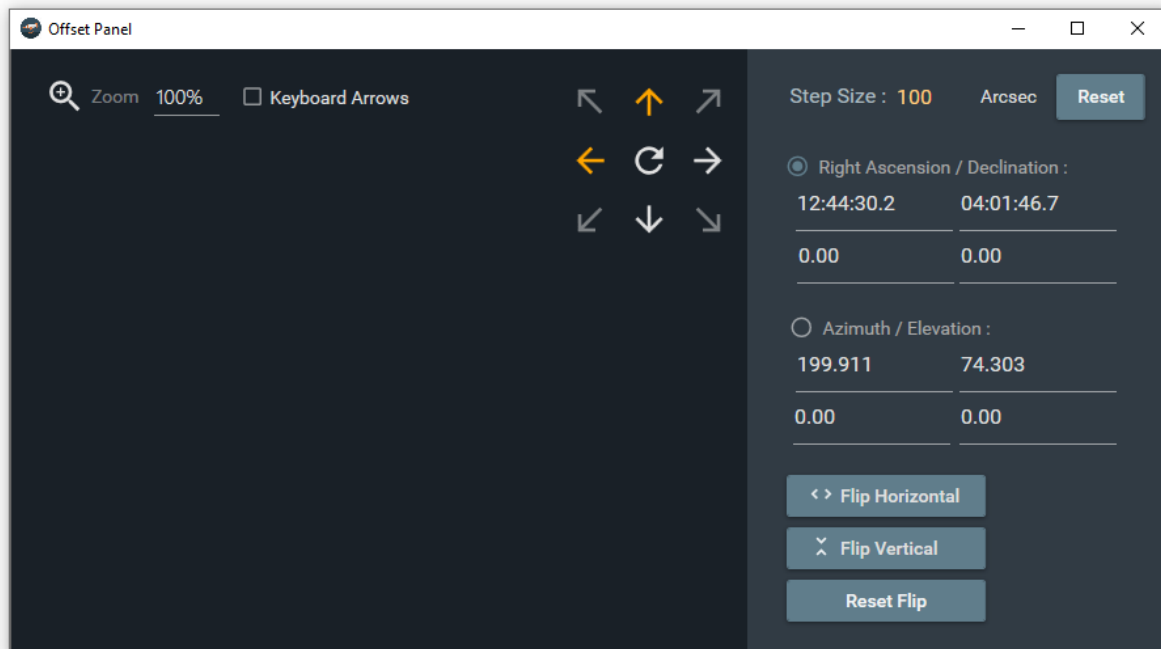 Offset Panel
Zoom 100% Keyboard Arrows
Step Size : 100 Arcsec Reset
Right Ascension / Declination :
12:44:30.2 04:01:46.7
0.00 0.00
Azimuth / Elevation :
199.911 74.303
0.00 0.00
Flip Horizontal
Flip Vertical
Reset Flip